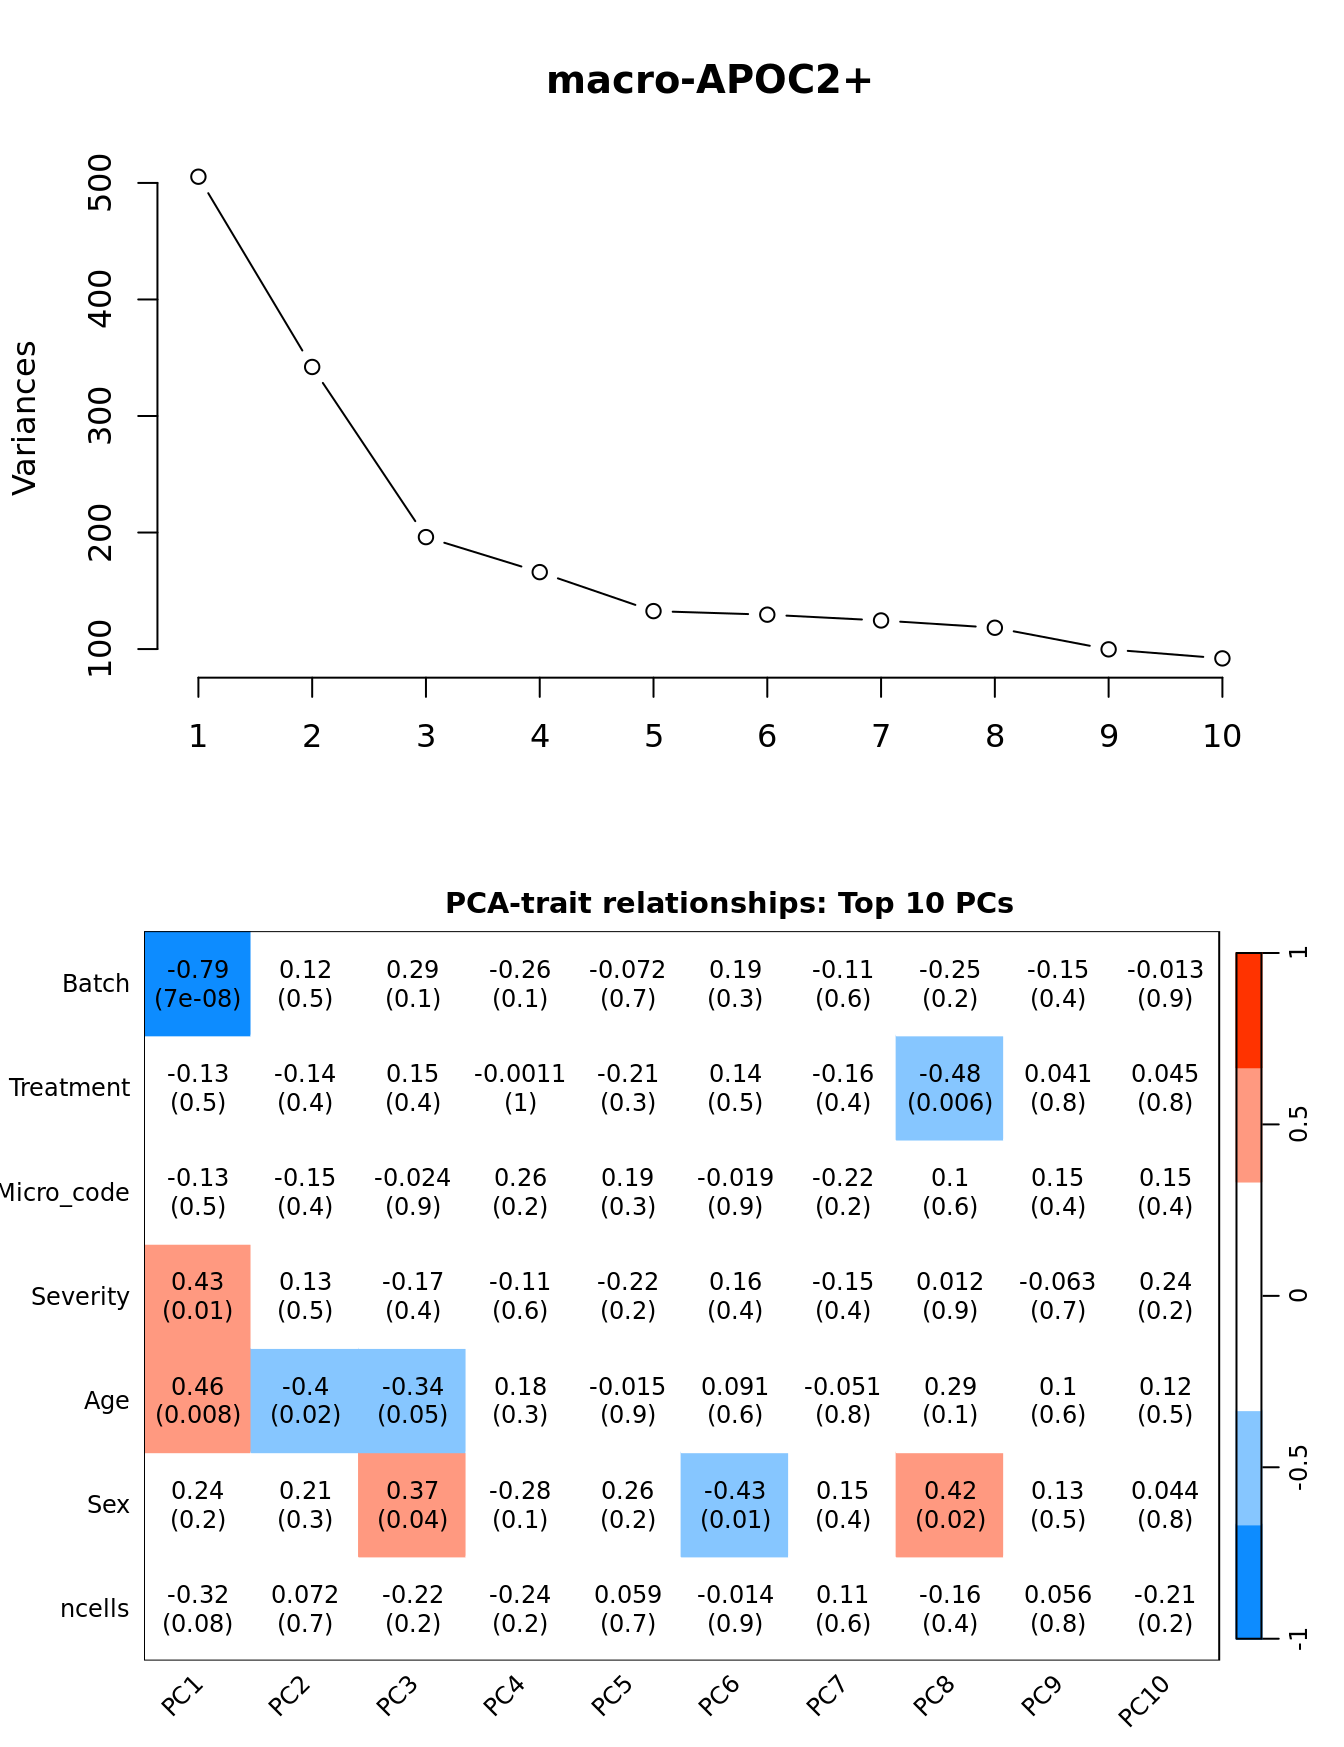 macro-APOC2+
Variances
500
400
300
200
100
1 2 3 4 5 6 7 8 9 10
PCA-trait relationships: Top 10 PCs
Batch
-0.79 0.12 0.29 -0.26 -0.072 0.19 -0.11 -0.25 -0.15 -0.013
(7e-08) (0.5) (0.1) (0.1) (0.7) (0.3) (0.6) (0.2) (0.4) (0.9)
Treatment
-0.13 -0.14 0.15 -0.0011 -0.21 0.14 -0.16 -0.48 0.041 0.045
(0.5) (0.4) (0.4) (1) (0.3) (0.5) (0.4) (0.006) (0.8) (0.8)
Micro_code
-0.13 -0.15 -0.024 0.26 0.19 -0.019 -0.22 0.1 0.15 0.15
(0.5) (0.4) (0.9) (0.2) (0.3) (0.9) (0.2) (0.6) (0.4) (0.4)
Severity
0.43 0.13 -0.17 -0.11 -0.22 0.16 -0.15 0.012 -0.063 0.24
(0.01) (0.5) (0.4) (0.6) (0.2) (0.4) (0.4) (0.9) (0.7) (0.2)
Age
0.46 -0.4 -0.34 0.18 -0.015 0.091 -0.051 0.29 0.1 0.12
(0.008) (0.02) (0.05) (0.3) (0.9) (0.6) (0.8) (0.1) (0.6) (0.5)
Sex
0.24 0.21 0.37 -0.28 0.26 -0.43 0.15 0.42 0.13 0.044
(0.2) (0.3) (0.04) (0.1) (0.2) (0.01) (0.4) (0.02) (0.5) (0.8)
ncells
-0.32 0.072 -0.22 -0.24 0.059 -0.014 0.11 -0.16 0.056 -0.21
(0.08) (0.7) (0.2) (0.2) (0.7) (0.9) (0.6) (0.4) (0.8) (0.2)
PC1 PC2 PC3 PC4 PC5 PC6 PC7 PC8 PC9 PC10
1
0.5
0
-0.5
-1